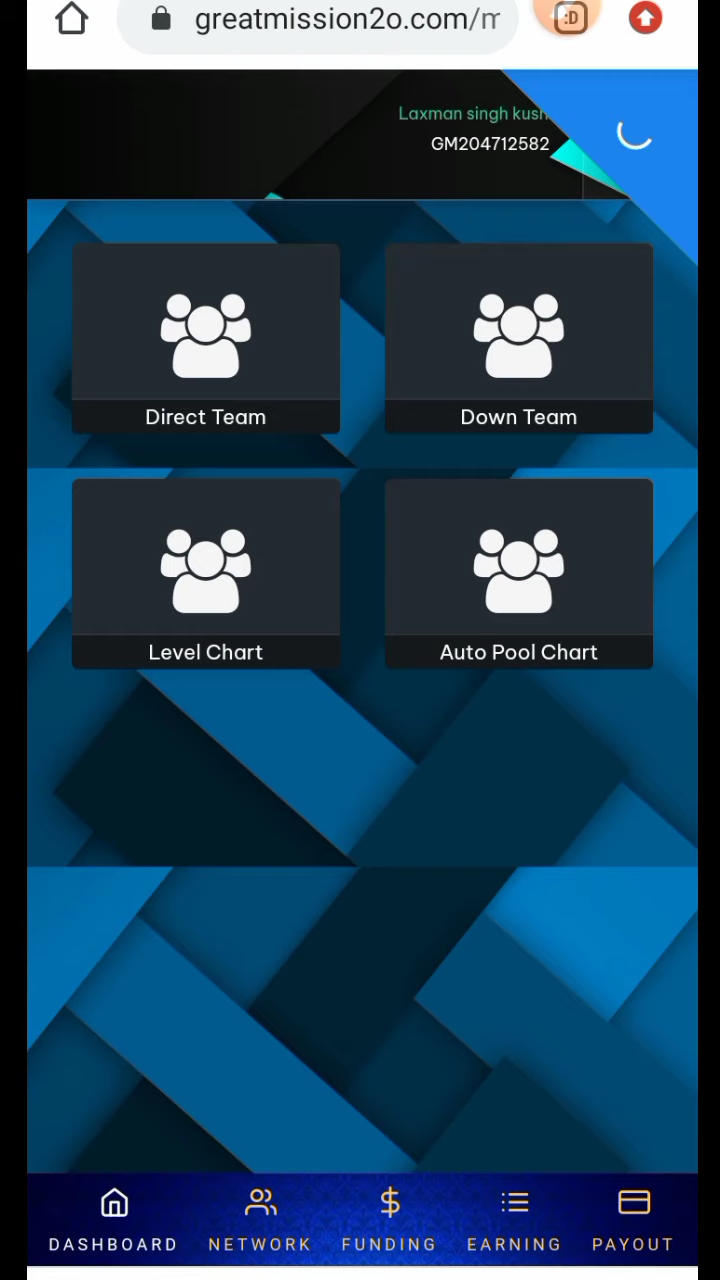 greatmission2o.com/m
:D
Laxman singh kush
GM204712582
Direct Team
Down Team
Level Chart
Auto Pool Chart
DASHBOARD
NETWORK
FUNDING
EARNING
PAYOUT